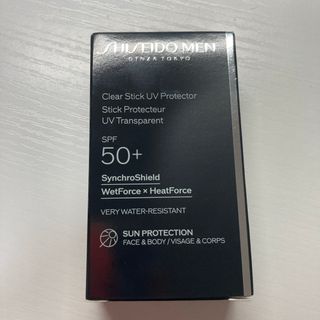 SHISEIDO MEN
GINZA TOKYO
Clear Stick UV Protector
Stick Protecteur
UV Transparent
SPF
50+
SynchroShield
WetForce × HeatForce
VERY WATER-RESISTANT
SUN PROTECTION
FACE & BODY / VISAGE & CORPS